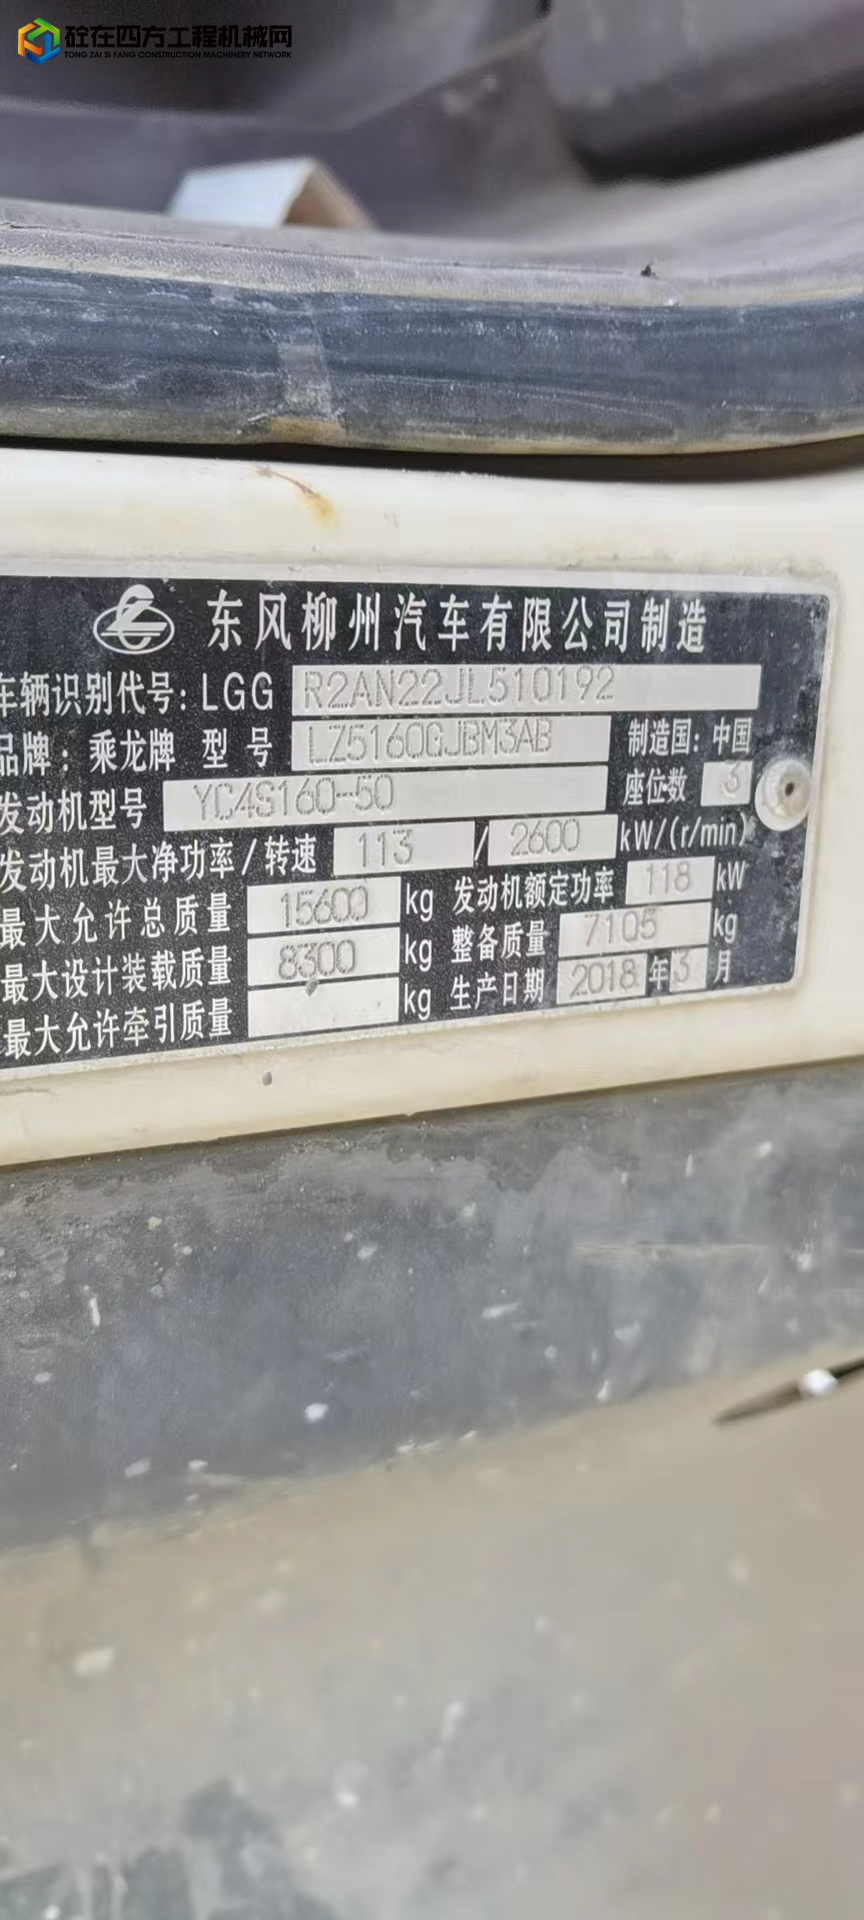 砼在四方工程机械网
TONG ZAI SI FANG CONSTRUCTION MACHINERY NETWORK
东风柳州汽车有限公司制造
车辆识别代号: LGG R2AN22JL510192
品牌: 乘龙牌 型号 LZ5160GJBM3AB 制造国: 中国
发动机型号 YC4S160-50 座位数 3
发动机最大净功率/转速 113 / 2600 kW/(r/min)
最大允许总质量 15600 kg 发动机额定功率 118 kW
最大设计装载质量 8300 kg 整备质量 7105 kg
最大允许牵引质量 kg 生产日期 2018 年 3 月